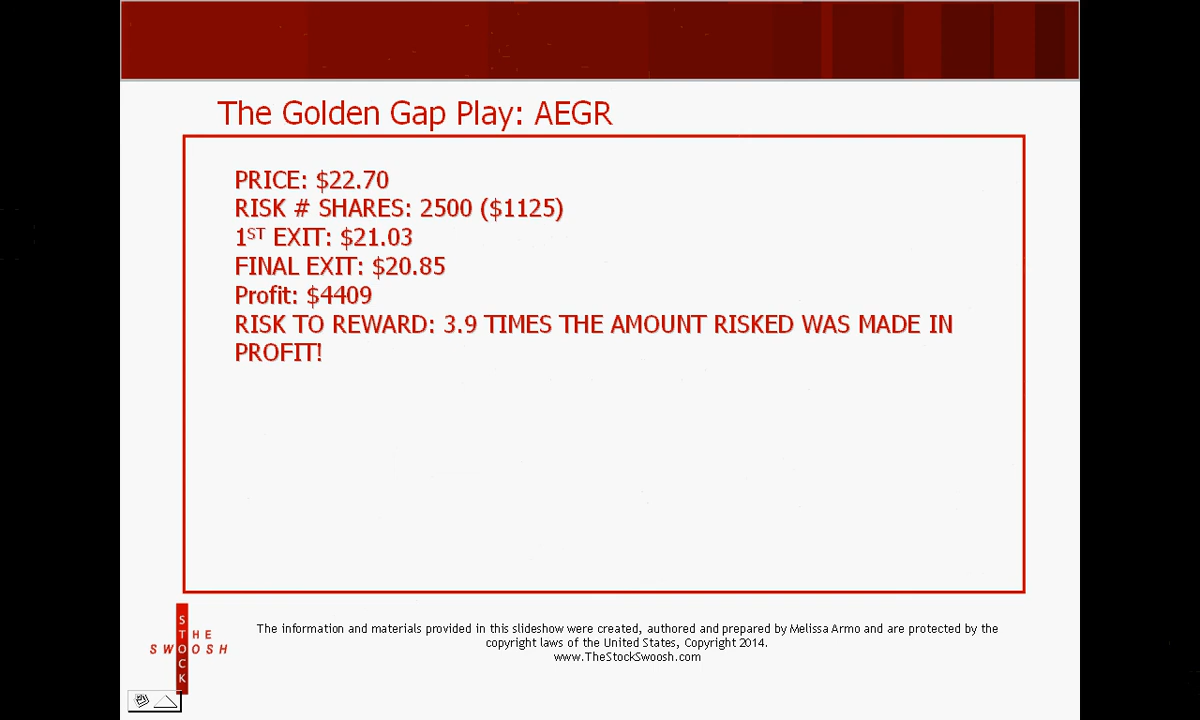 The Golden Gap Play: AEGR
PRICE: $22.70
RISK # SHARES: 2500 ($1125)
1ST EXIT: $21.03
FINAL EXIT: $20.85
Profit: $4409
RISK TO REWARD: 3.9 TIMES THE AMOUNT RISKED WAS MADE IN
PROFIT!
THE
STOCK
SWOOSH
The information and materials provided in this slideshow were created, authored and prepared by Melissa Armo and are protected by the
copyright laws of the United States, Copyright 2014.
www.TheStockSwoosh.com